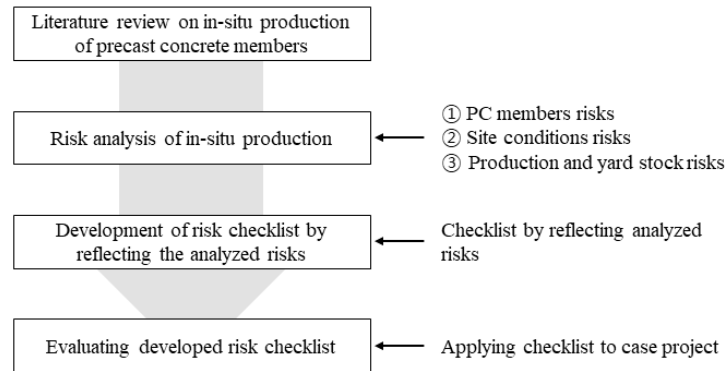 Literature review on in-situ production
of precast concrete members
Risk analysis of in-situ production
① PC members risks
② Site conditions risks
③ Production and yard stock risks
Development of risk checklist by
reflecting the analyzed risks
Checklist by reflecting analyzed
risks
Evaluating developed risk checklist
Applying checklist to case project